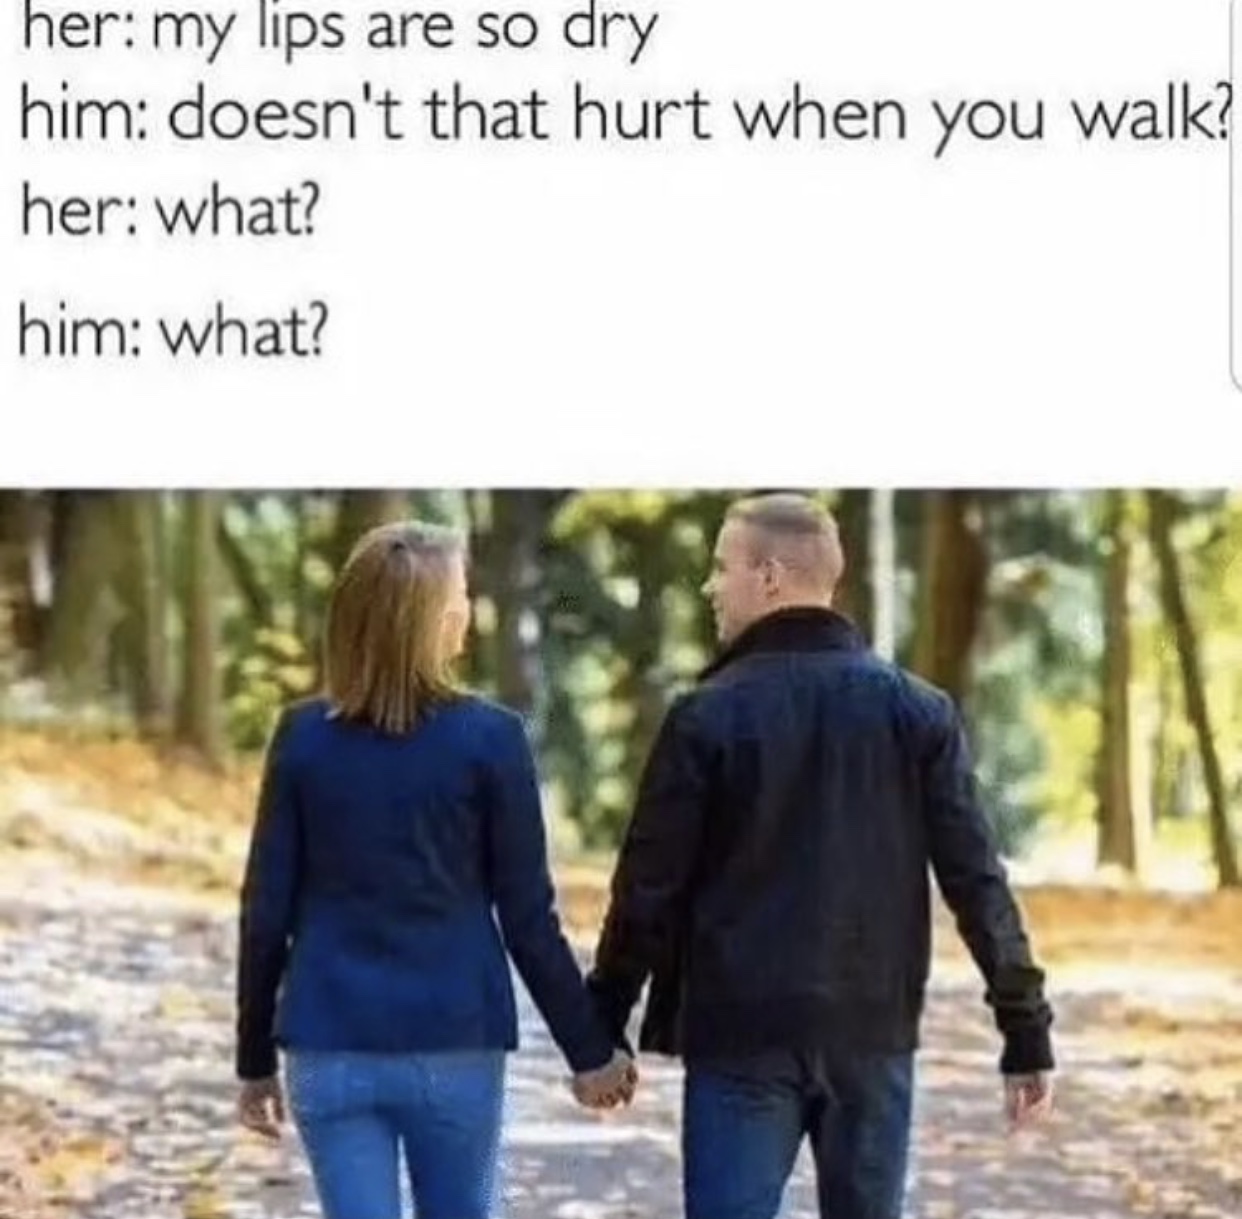 her: my lips are so dry
him: doesn't that hurt when you walk?
her: what?
him: what?